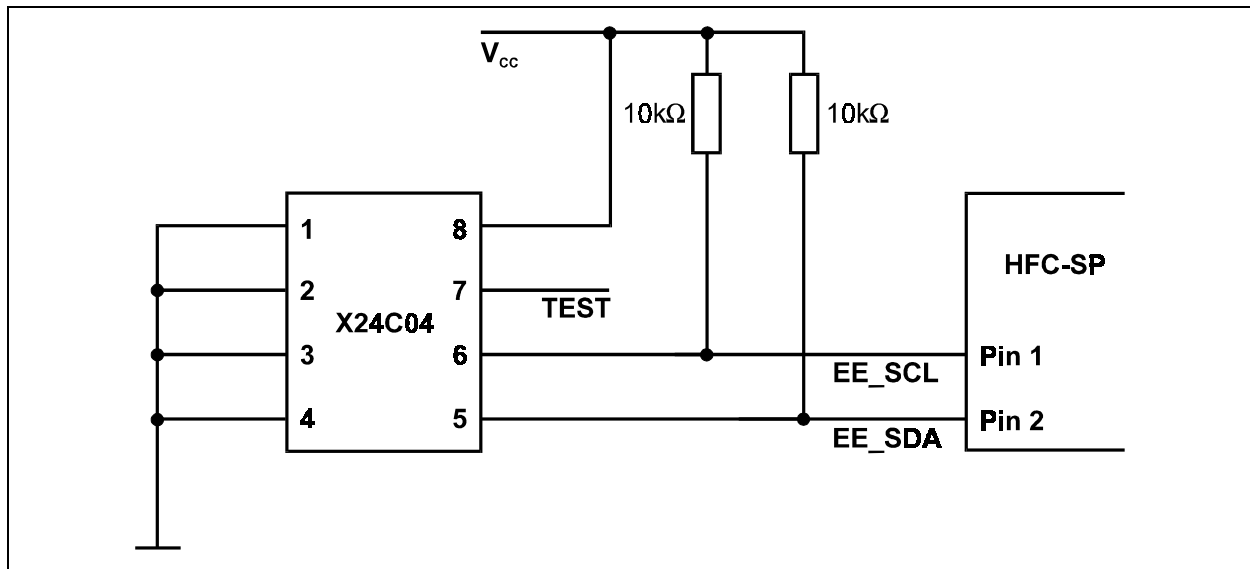 V_CC
10kΩ
10kΩ
1
8
HFC-SP
2
7
TEST
X24C04
3
6
Pin 1
EE_SCL
4
5
Pin 2
EE_SDA